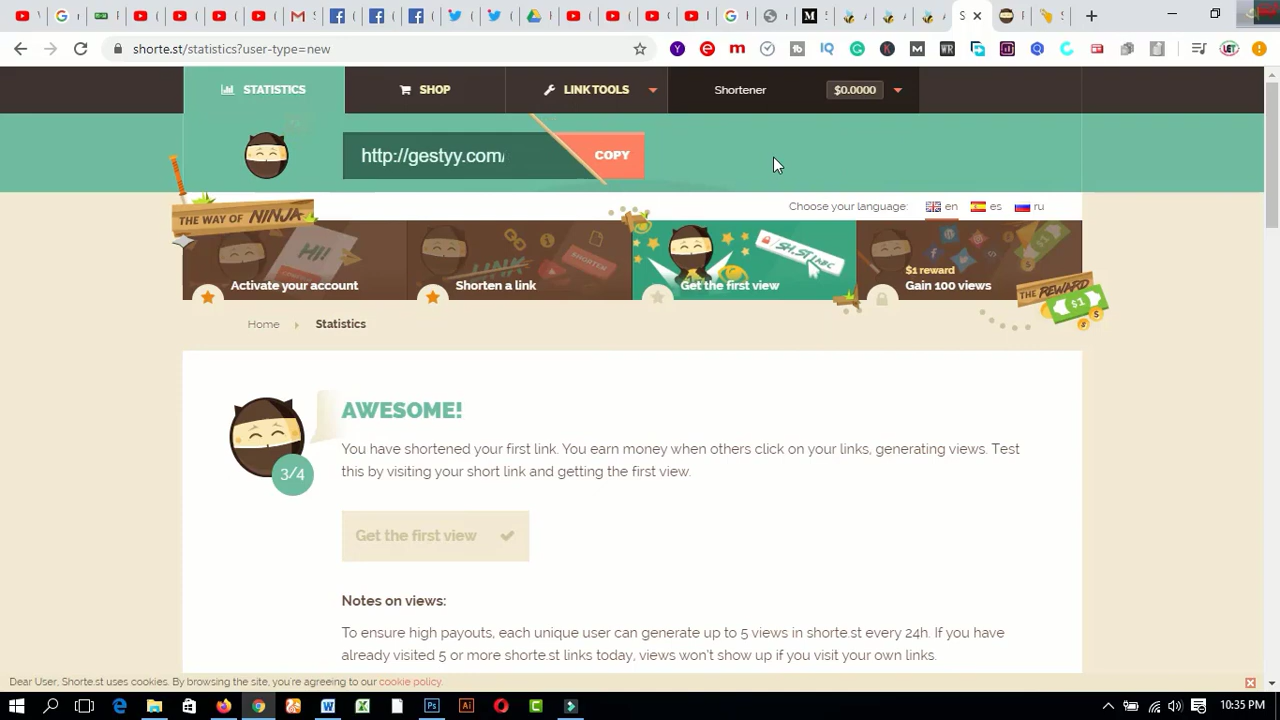 shorte.st/statistics?user-type=new
STATISTICS
SHOP
LINK TOOLS
Shortener
$0.0000
http://gestyy.com/
COPY
THE WAY OF NINJA
Choose your language:
en
es
ru
HI!
LINK
SHORTEN
SH.ST LINK
Activate your account
Shorten a link
Get the first view
$1 reward
Gain 100 views
THE REWARD
$1
Home
Statistics
AWESOME!
You have shortened your first link. You earn money when others click on your links, generating views. Test
this by visiting your short link and getting the first view.
3/4
Get the first view
Notes on views:
To ensure high payouts, each unique user can generate up to 5 views in shorte.st every 24h. If you have
already visited 5 or more shorte.st links today, views won't show up if you visit your own links.
Dear User, Shorte.st uses cookies. By browsing the site, you're agreeing to our cookie policy.
10:35 PM